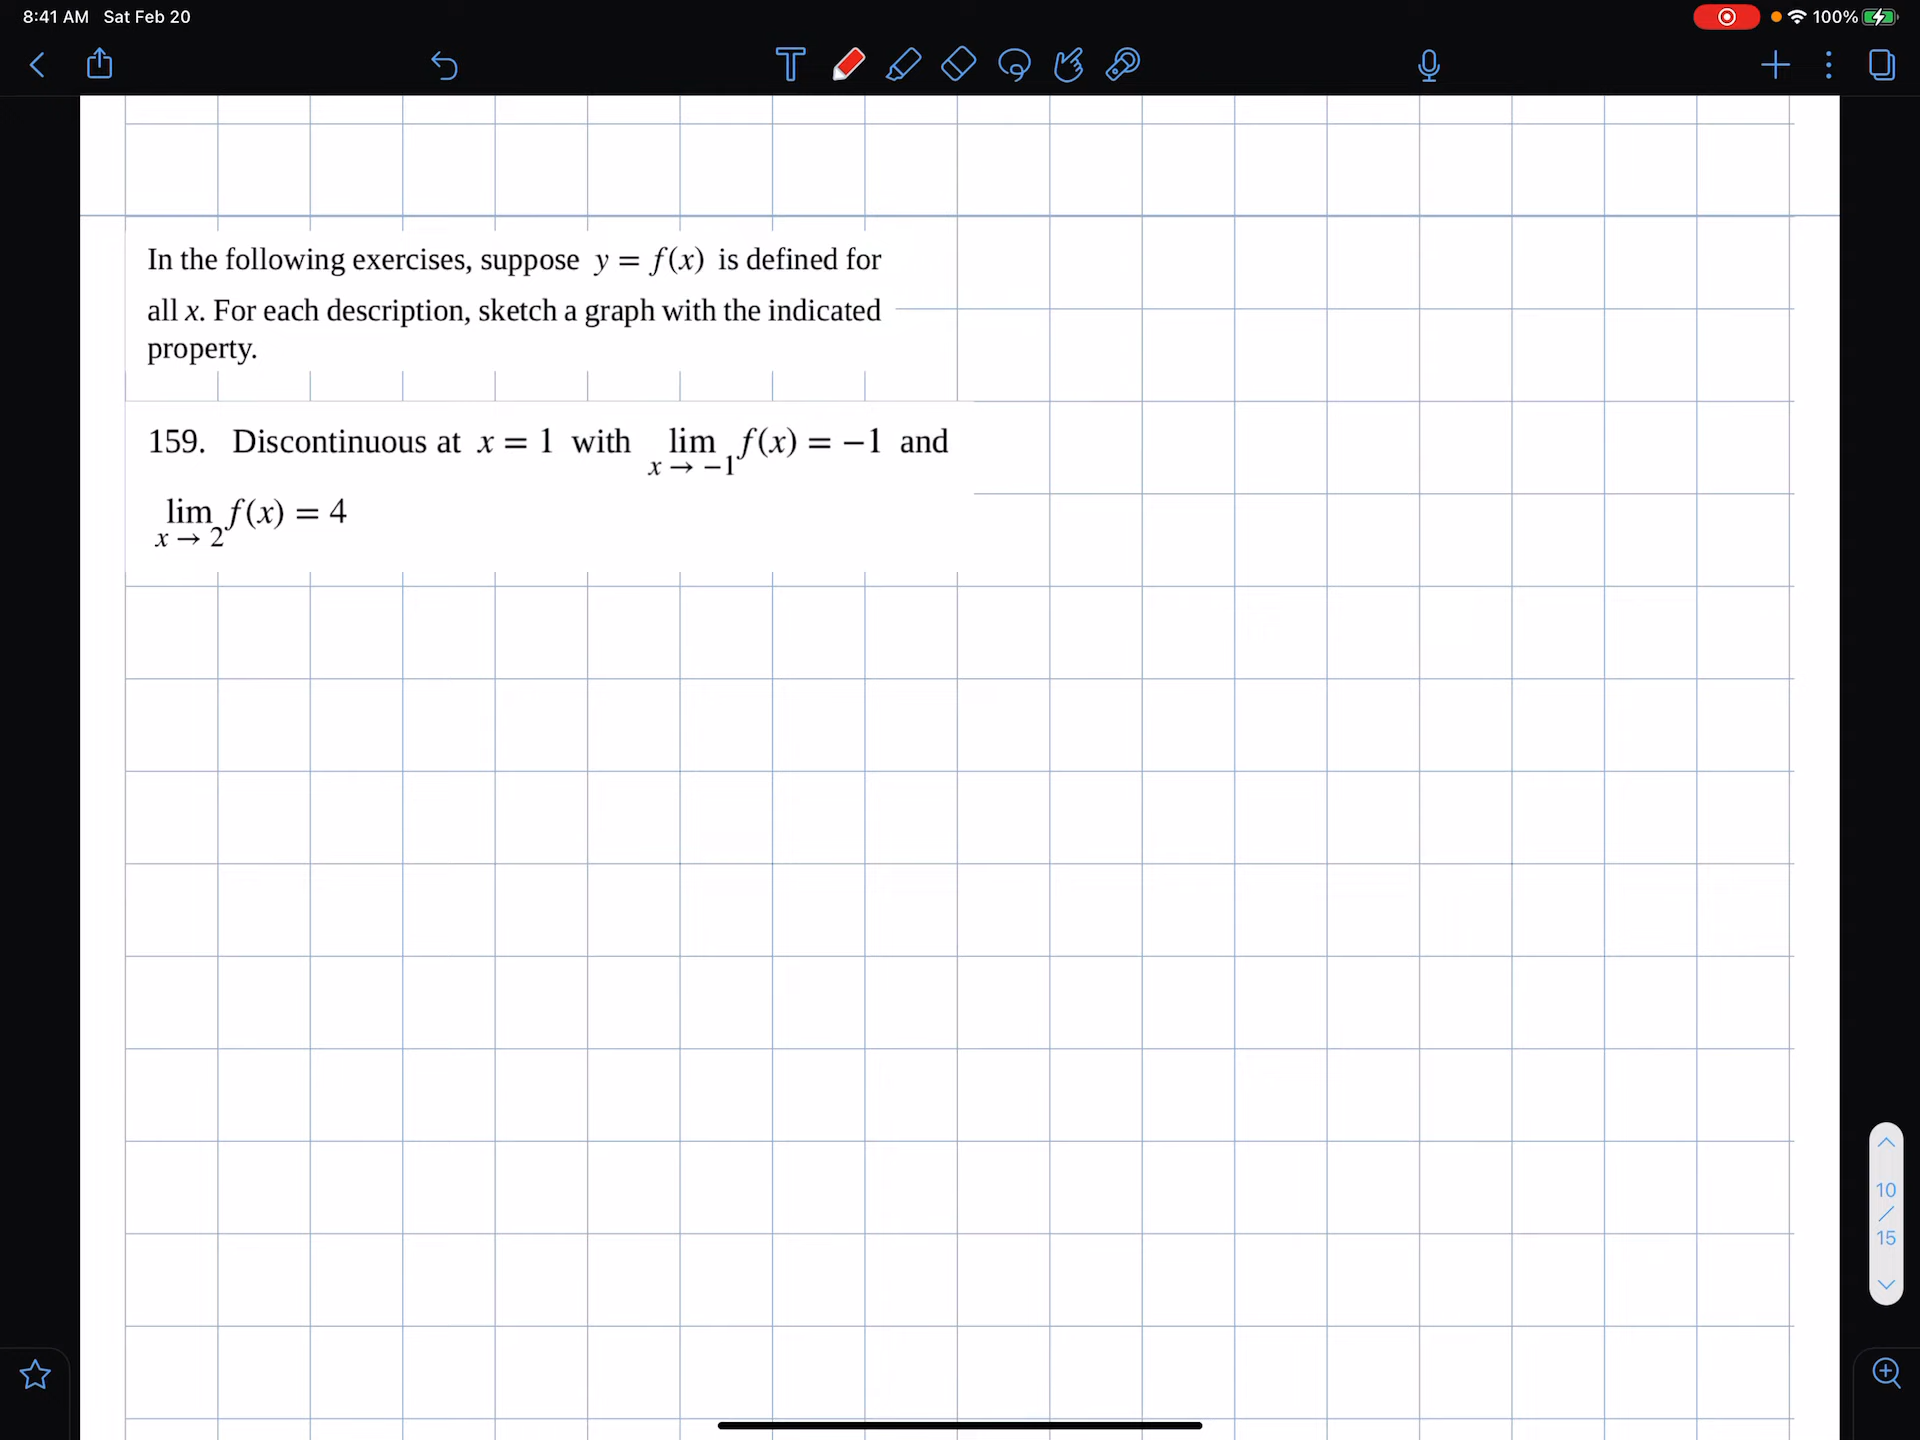 8:41 AM Sat Feb 20
100%
T
In the following exercises, suppose y = f(x) is defined for
all x. For each description, sketch a graph with the indicated
property.
159. Discontinuous at x = 1 with lim f(x) = −1 and
x → −1
lim f(x) = 4
x → 2
10
/
15